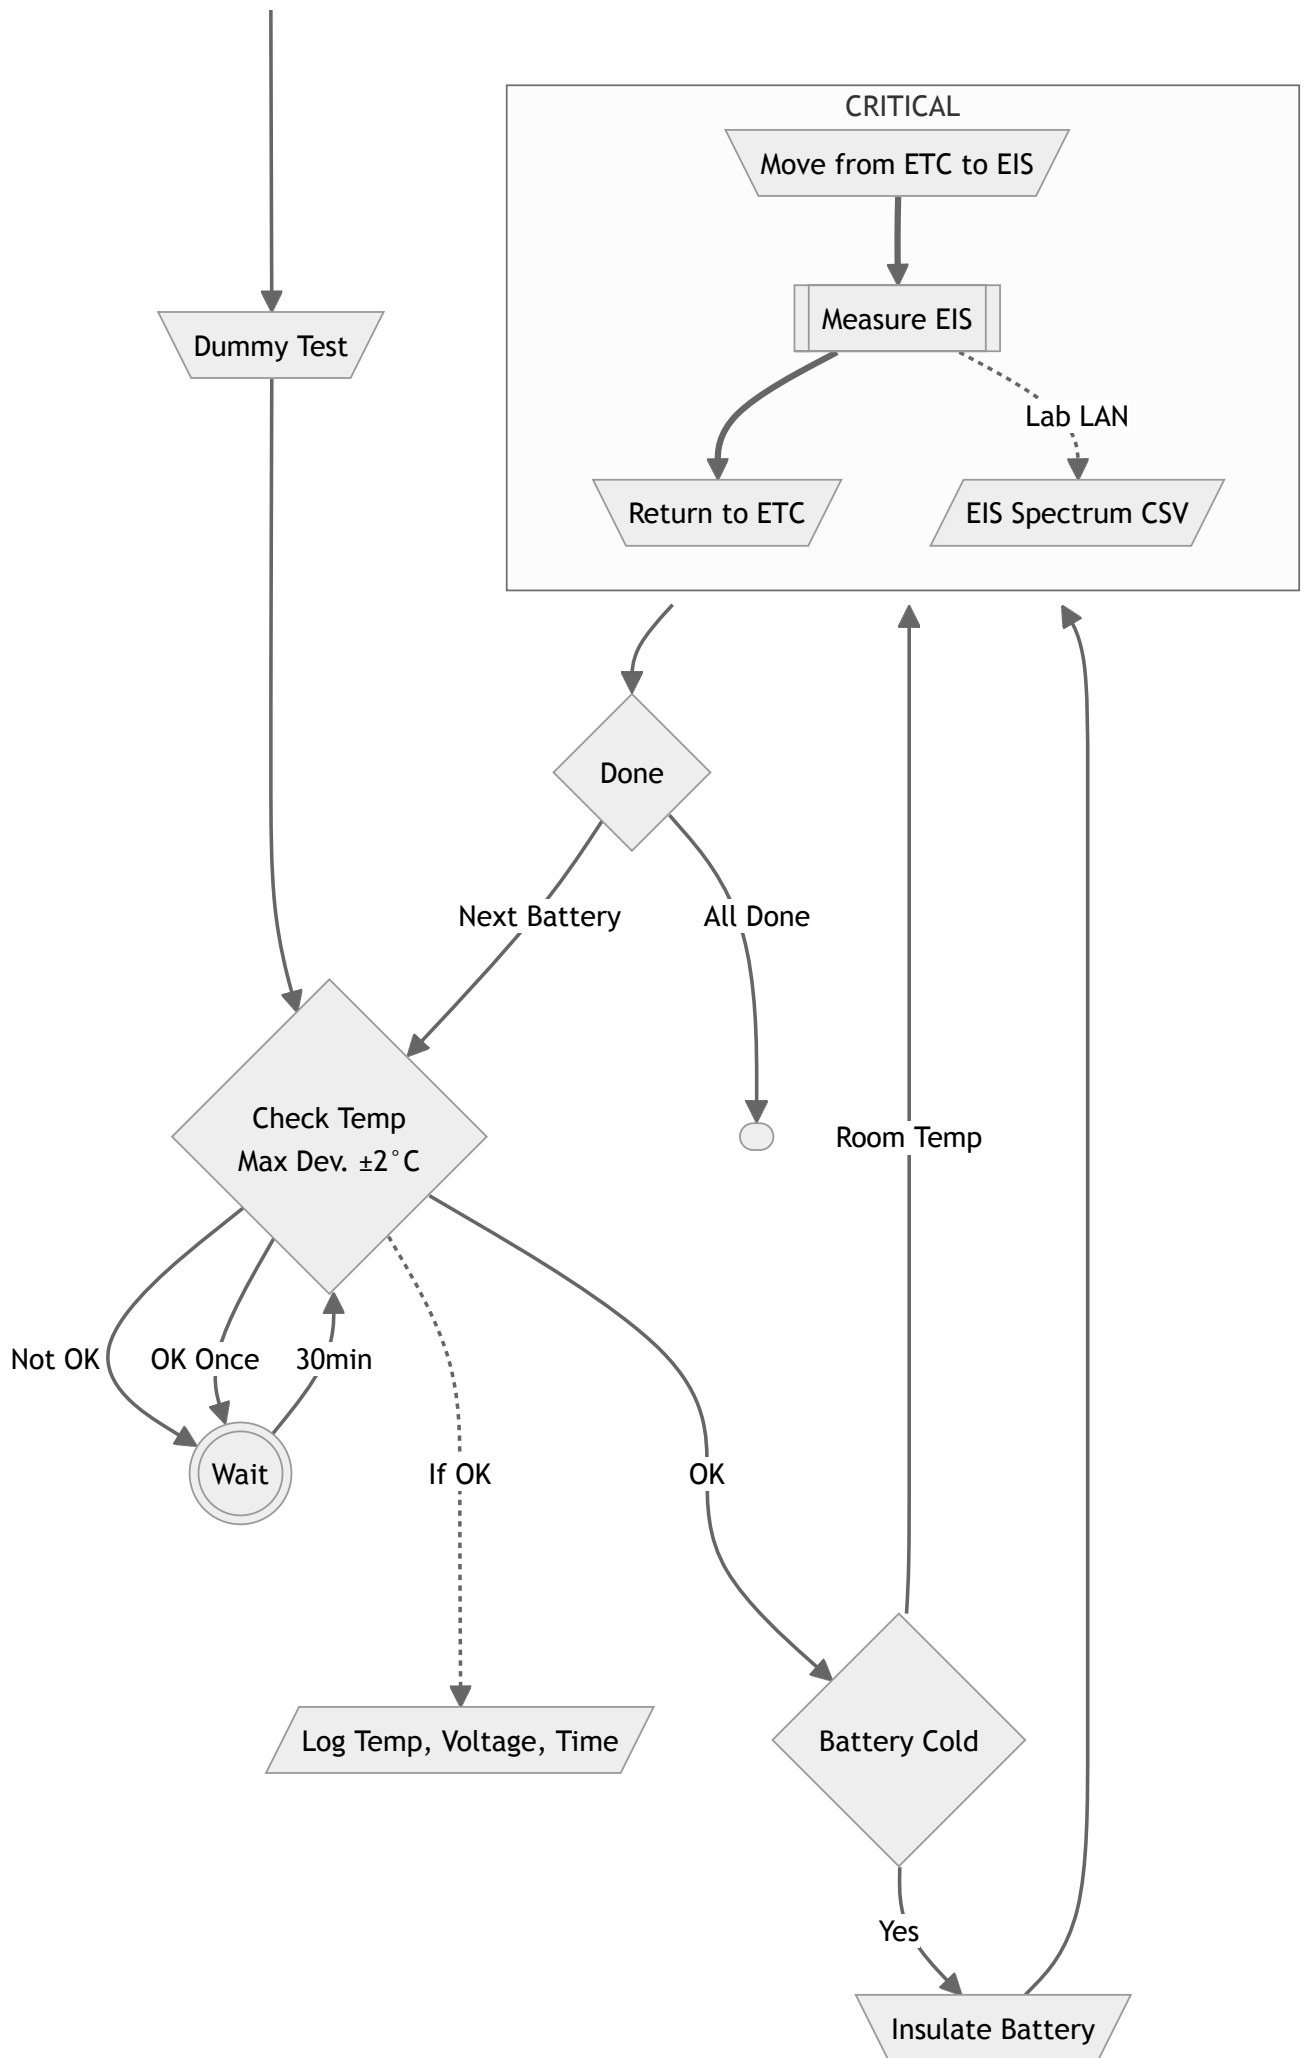 CRITICAL
Move from ETC to EIS
Measure EIS
Dummy Test
Lab LAN
Return to ETC
EIS Spectrum CSV
Done
Next Battery
All Done
Check Temp
Max Dev. ±2°C
Room Temp
Not OK
OK Once
30min
Wait
If OK
OK
Log Temp, Voltage, Time
Battery Cold
Yes
Insulate Battery